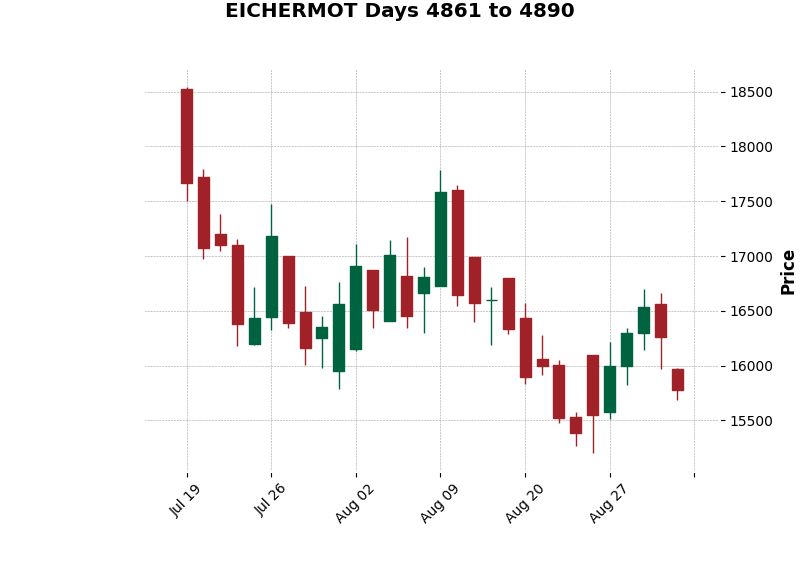 EICHERMOT Days 4861 to 4890
18500
18000
17500
17000
16500
16000
15500
Price
Jul 19
Jul 26
Aug 02
Aug 09
Aug 20
Aug 27